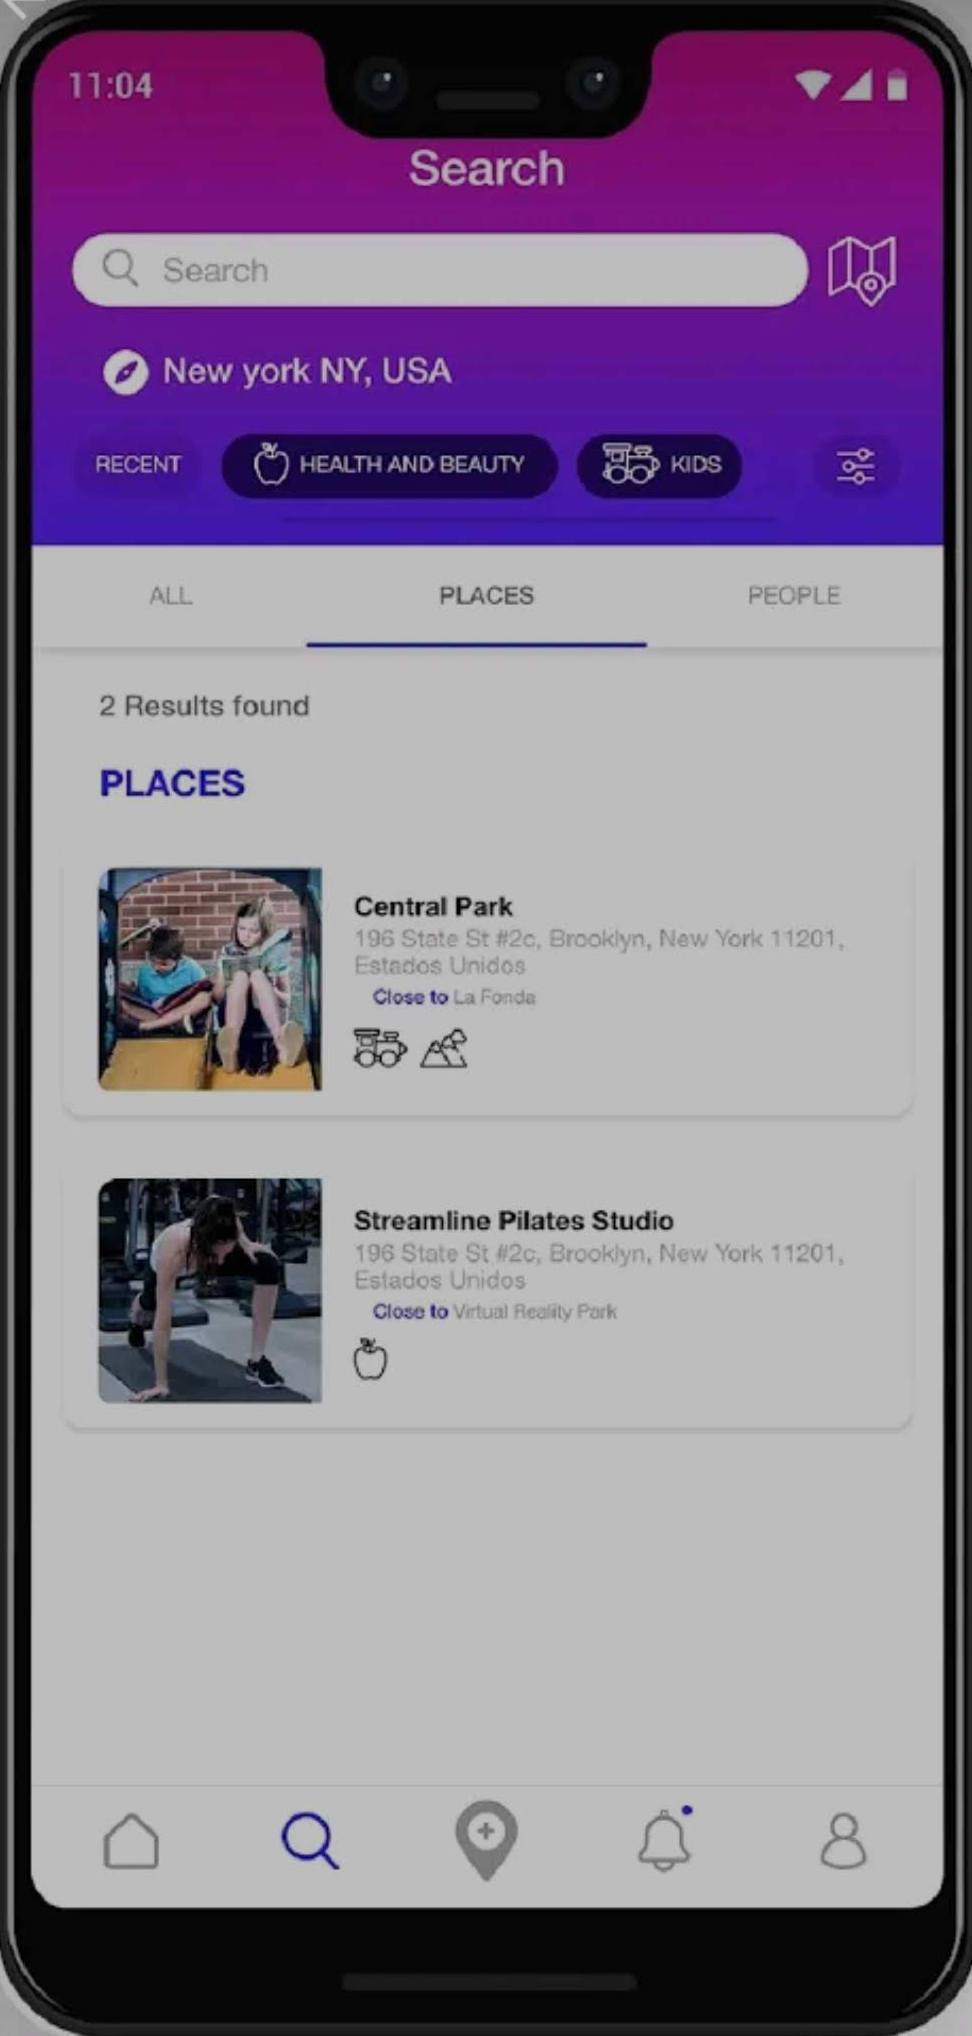 11:04
Search
Search
New york NY, USA
RECENT
HEALTH AND BEAUTY
KIDS
ALL
PLACES
PEOPLE
2 Results found
PLACES
Central Park
196 State St #2c, Brooklyn, New York 11201,
Estados Unidos
Close to La Fonda
Streamline Pilates Studio
196 State St #2c, Brooklyn, New York 11201,
Estados Unidos
Close to Virtual Reality Park